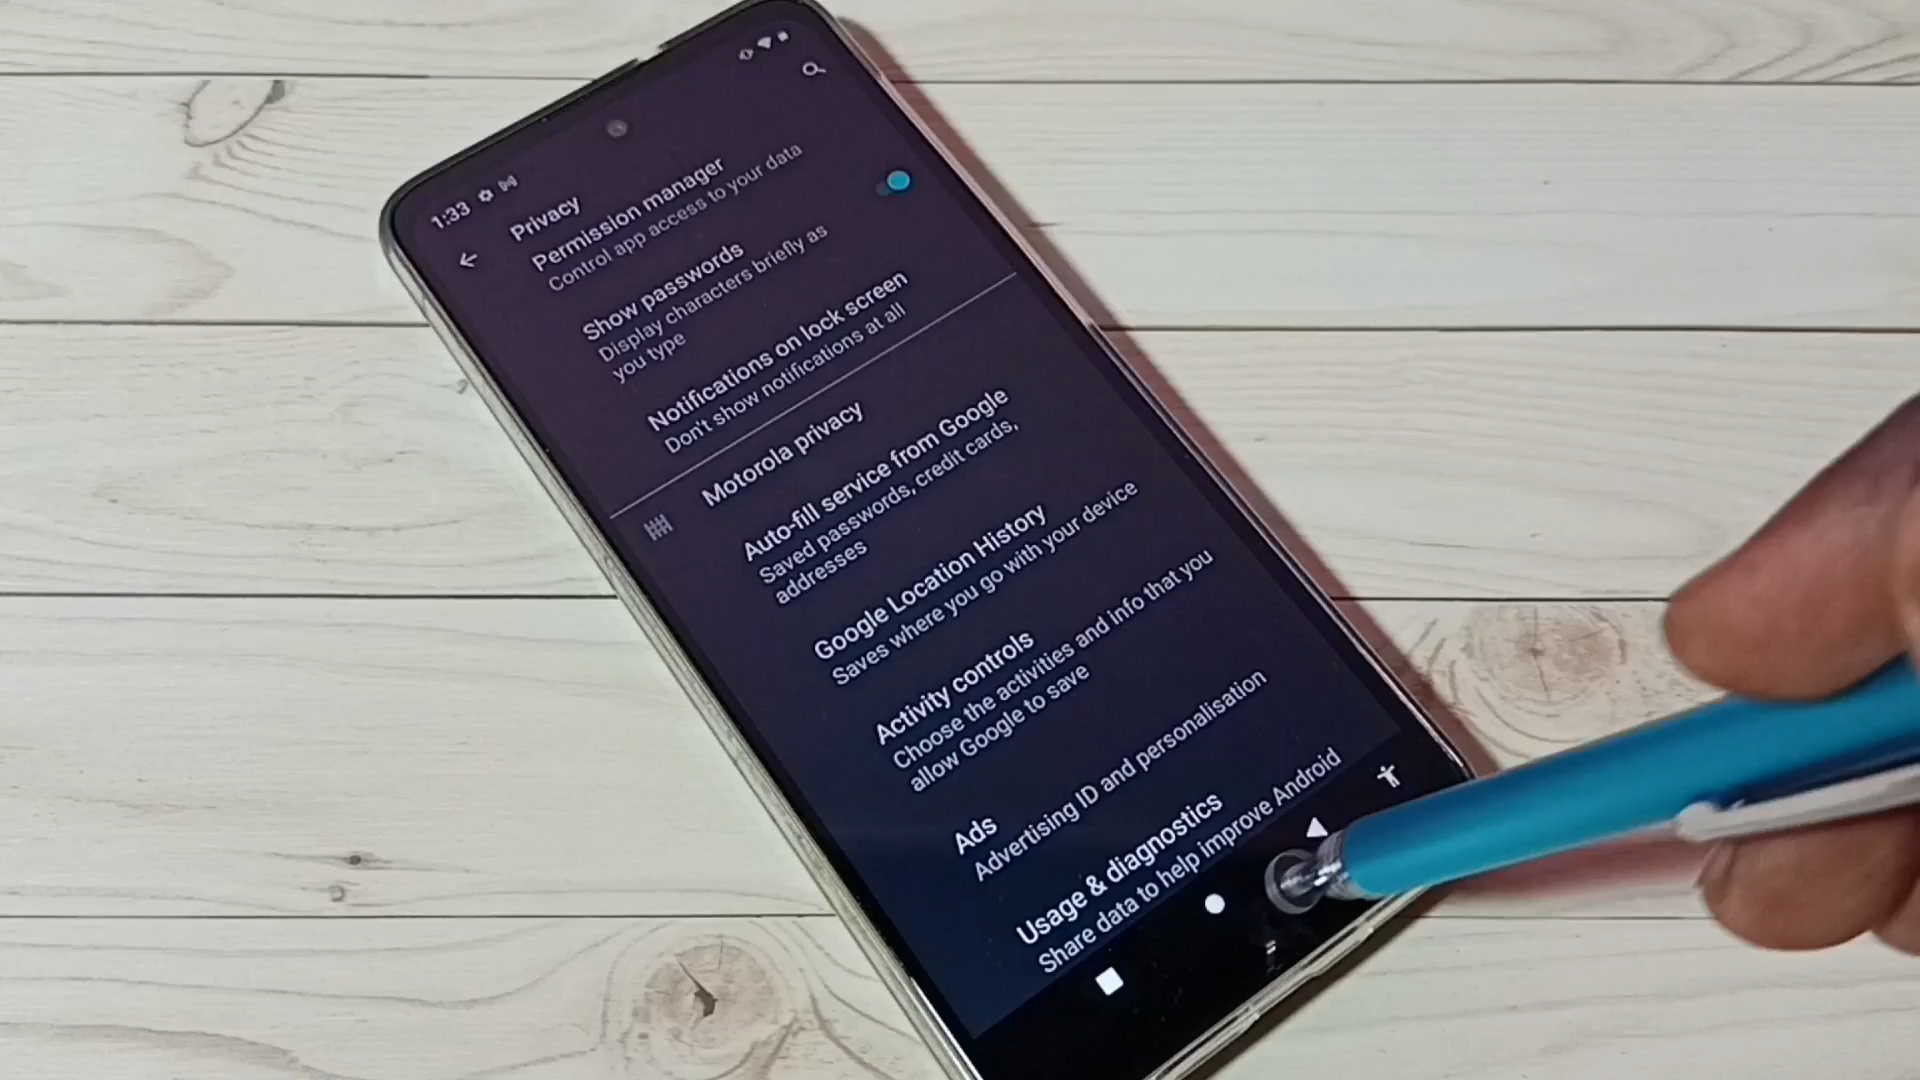 1:33
Privacy
Permission manager
Control app access to your data
Show passwords
Display characters briefly as
you type
Notifications on lock screen
Don't show notifications at all
Motorola privacy
Auto-fill service from Google
Saved passwords, credit cards,
addresses
Google Location History
Saves where you go with your device
Activity controls
Choose the activities and info that you
allow Google to save
Ads
Advertising ID and personalisation
Usage & diagnostics
Share data to help improve Android